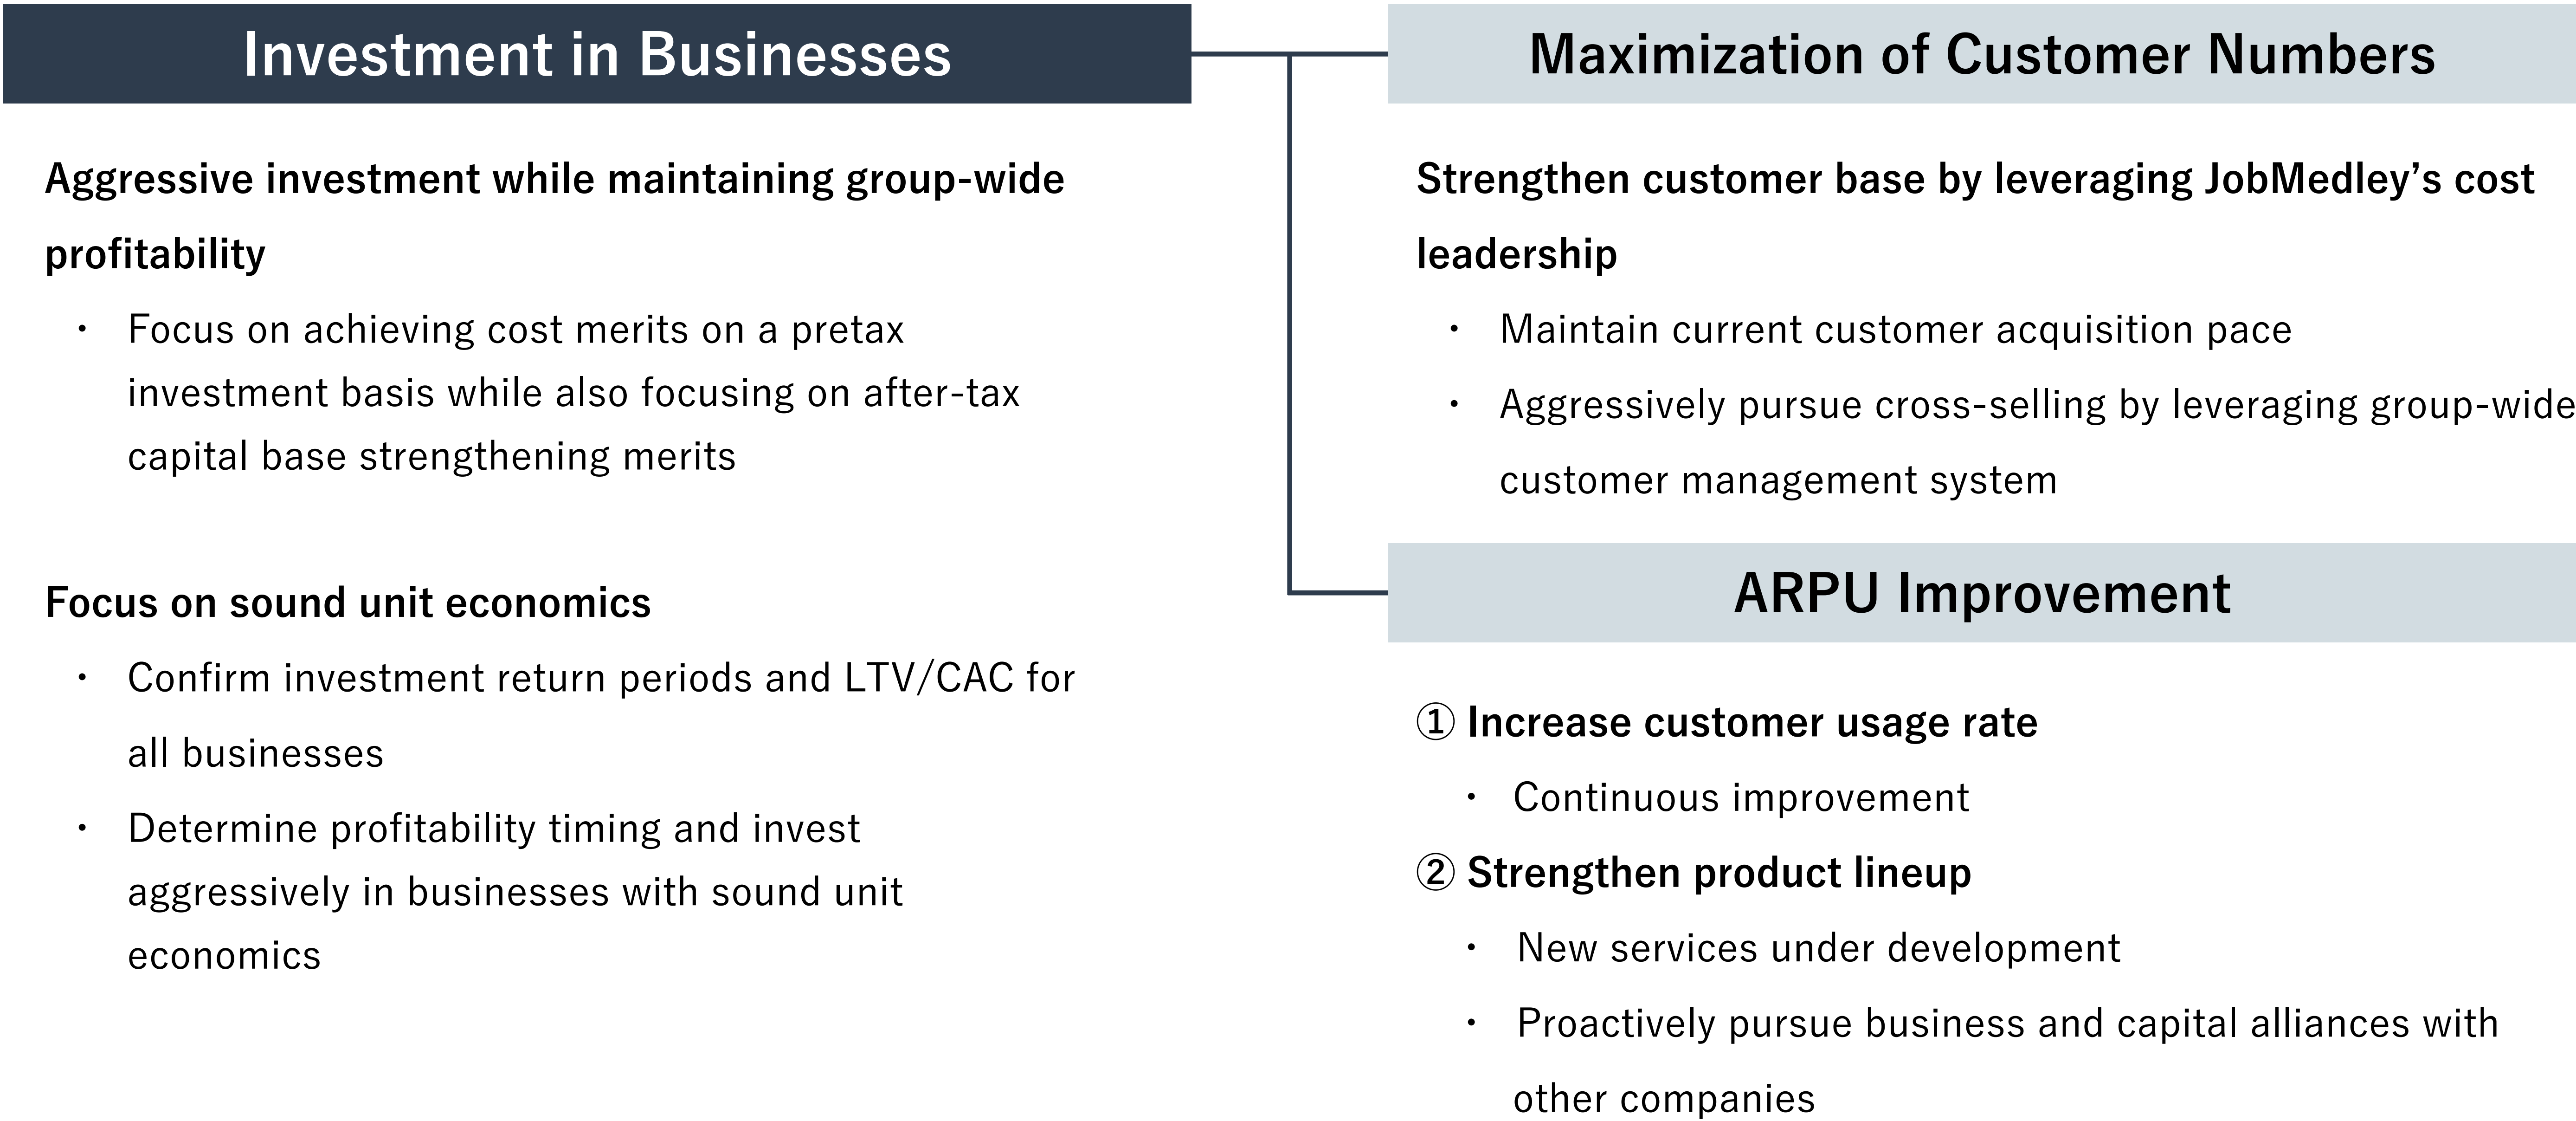 Investment in Businesses
Aggressive investment while maintaining group-wide
profitability
・ Focus on achieving cost merits on a pretax
investment basis while also focusing on after-tax
capital base strengthening merits
Focus on sound unit economics
・ Confirm investment return periods and LTV/CAC for
all businesses
・ Determine profitability timing and invest
aggressively in businesses with sound unit
economics
Maximization of Customer Numbers
Strengthen customer base by leveraging JobMedley’s cost
leadership
・ Maintain current customer acquisition pace
・ Aggressively pursue cross-selling by leveraging group-wide
customer management system
ARPU Improvement
① Increase customer usage rate
・ Continuous improvement
② Strengthen product lineup
・ New services under development
・ Proactively pursue business and capital alliances with
other companies